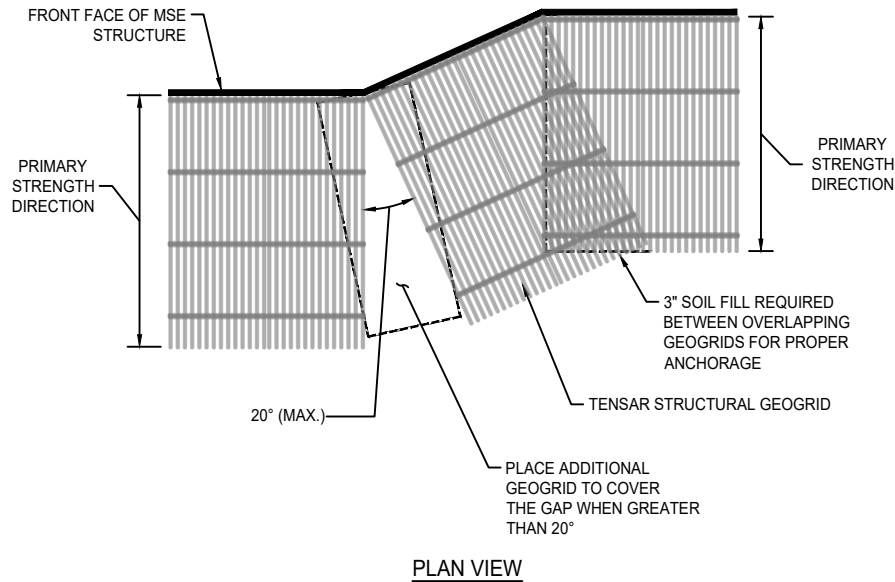 FRONT FACE OF MSE
STRUCTURE
PRIMARY
STRENGTH
DIRECTION
PRIMARY
STRENGTH
DIRECTION
3" SOIL FILL REQUIRED
BETWEEN OVERLAPPING
GEOGRIDS FOR PROPER
ANCHORAGE
TENSAR STRUCTURAL GEOGRID
20° (MAX.)
PLACE ADDITIONAL
GEOGRID TO COVER
THE GAP WHEN GREATER
THAN 20°
PLAN VIEW